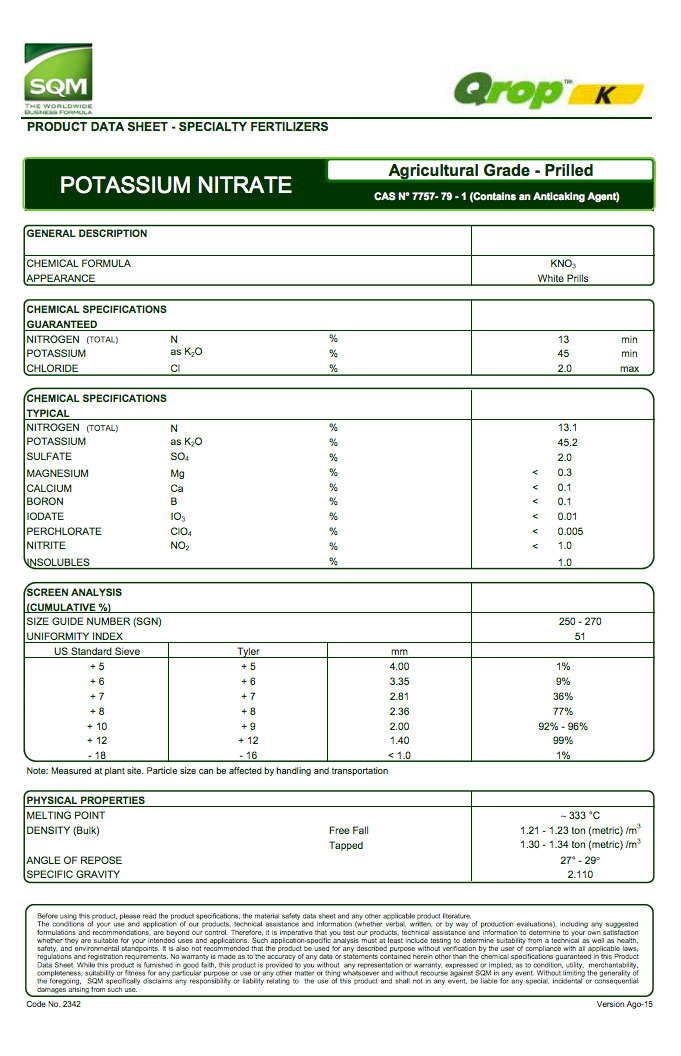 SQM
THE WORLDWIDE
BUSINESS FORMULA
Qrop™ K
PRODUCT DATA SHEET - SPECIALTY FERTILIZERS
POTASSIUM NITRATE
Agricultural Grade - Prilled
CAS N° 7757- 79 - 1 (Contains an Anticaking Agent)
GENERAL DESCRIPTION
CHEMICAL FORMULA KNO₃
APPEARANCE White Prills
CHEMICAL SPECIFICATIONS
GUARANTEED
NITROGEN (TOTAL) N % 13 min
POTASSIUM as K₂O % 45 min
CHLORIDE Cl % 2.0 max
CHEMICAL SPECIFICATIONS
TYPICAL
NITROGEN (TOTAL) N % 13.1
POTASSIUM as K₂O % 45.2
SULFATE SO₄ % 2.0
MAGNESIUM Mg % < 0.3
CALCIUM Ca % < 0.1
BORON B % < 0.1
IODATE IO₃ % < 0.01
PERCHLORATE ClO₄ % < 0.005
NITRITE NO₂ % < 1.0
INSOLUBLES % 1.0
SCREEN ANALYSIS
(CUMULATIVE %)
SIZE GUIDE NUMBER (SGN) 250 - 270
UNIFORMITY INDEX 51
US Standard Sieve Tyler mm
+ 5 + 5 4.00 1%
+ 6 + 6 3.35 9%
+ 7 + 7 2.81 36%
+ 8 + 8 2.36 77%
+ 10 + 9 2.00 92% - 96%
+ 12 + 12 1.40 99%
- 18 - 16 < 1.0 1%
Note: Measured at plant site. Particle size can be affected by handling and transportation
PHYSICAL PROPERTIES
MELTING POINT ~ 333 °C
DENSITY (Bulk) Free Fall 1.21 - 1.23 ton (metric) /m³
Tapped 1.30 - 1.34 ton (metric) /m³
ANGLE OF REPOSE 27° - 29°
SPECIFIC GRAVITY 2.110
Before using this product, please read the product specifications, the material safety data sheet and any other applicable product literature.
The conditions of your use and application of our products, technical assistance and information (whether verbal, written, or by way of production evaluations), including any suggested
formulations and recommendations, are beyond our control. Therefore, it is imperative that you test our products, technical assistance and information to determine to your own satisfaction
whether they are suitable for your intended uses and applications. Such application-specific analysis must at least include testing to determine suitability from a technical as well as health,
safety, and environmental standpoints. It is also not recommended that the product be used for any described purpose without verification by the user of compliance with all applicable laws,
regulations and registration requirements. No warranty is made as to the accuracy of any data or statements contained herein other than the chemical specifications guaranteed in this Product
Data Sheet. While this product is furnished in good faith, this product is provided to you without any representation or warranty, expressed or implied, as to condition, utility, merchantability,
completeness, suitability or fitness for any particular purpose or use or any other matter or thing whatsoever and without recourse against SQM in any event. Without limiting the generality
of the foregoing, SQM specifically disclaims any responsibility or liability relating to the use of this product and shall not in any event, be liable for any special, incidental or consequential
damages arising from such use.
Code No. 2342 Version Ago-15